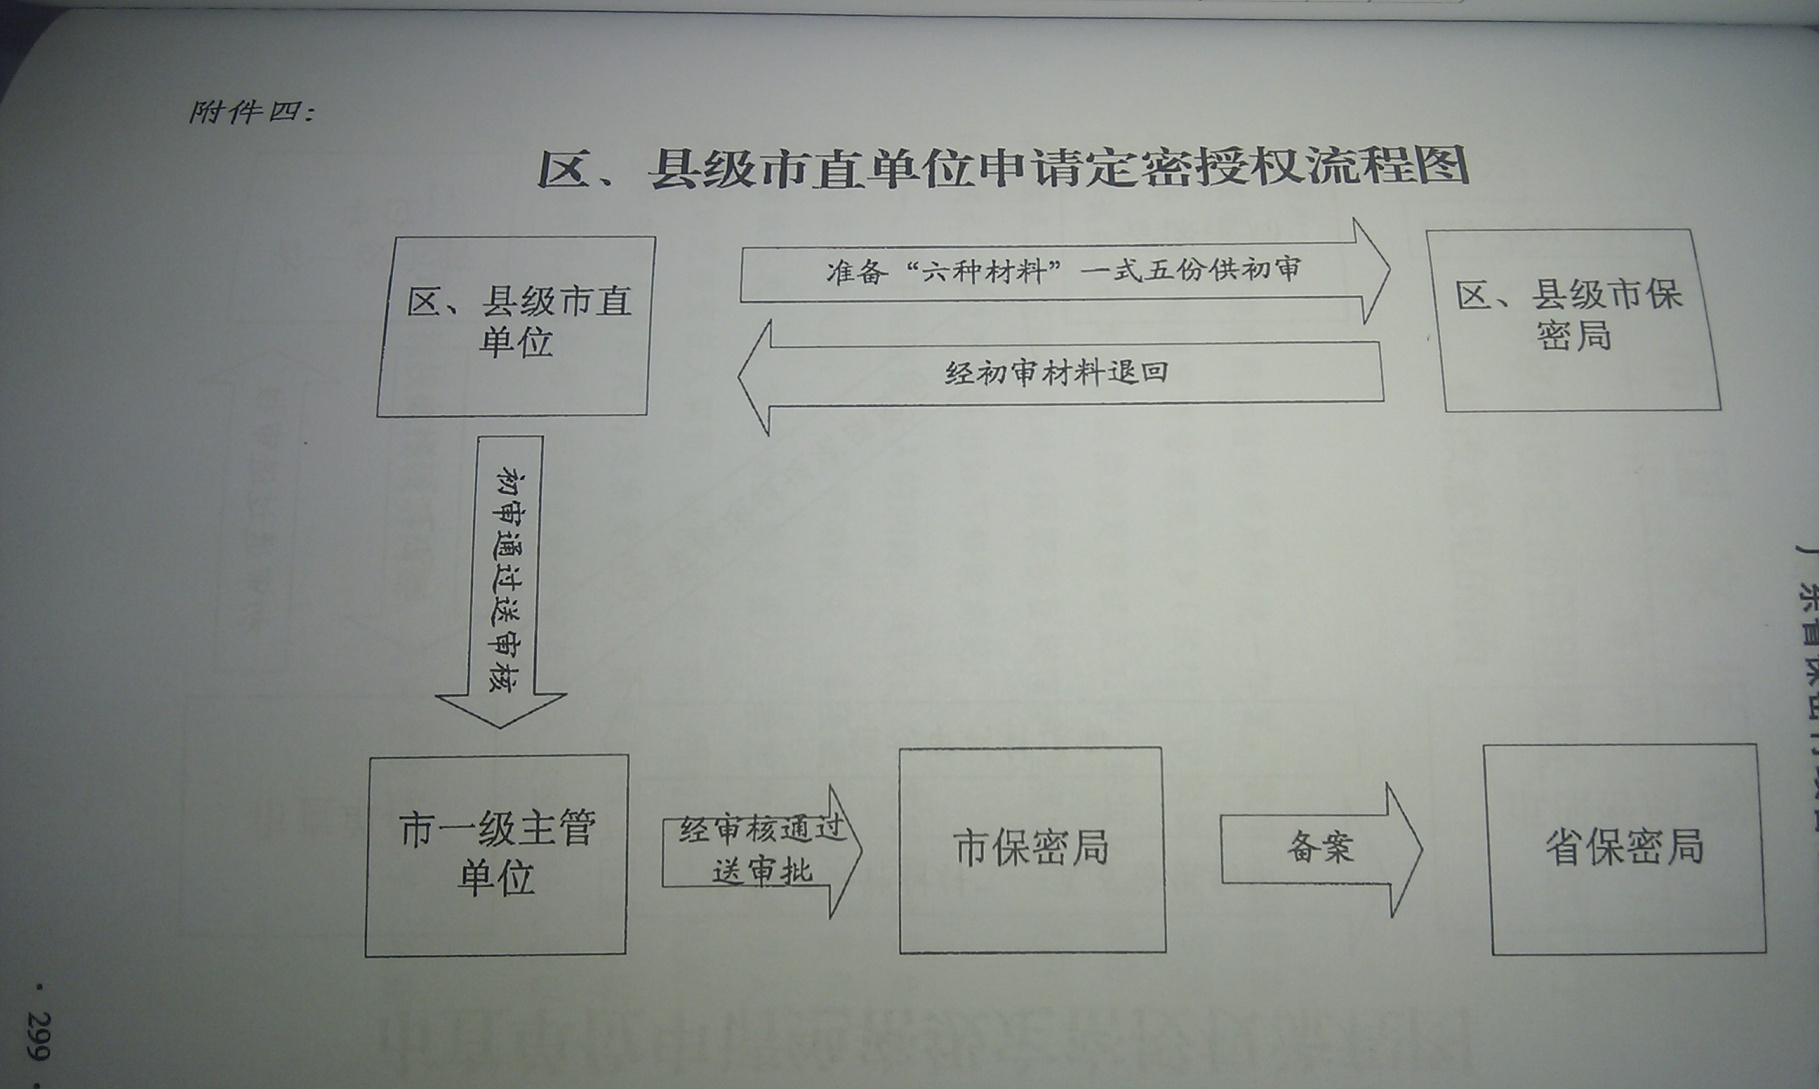 附件四：
区、县级市直单位申请定密授权流程图
区、县级市直
单位
准备“六种材料”一式五份供初审
区、县级市保
密局
经初审材料退回
初审通过送审核
市一级主管
单位
经审核通过
送审批
市保密局
备案
省保密局
· 299 ·